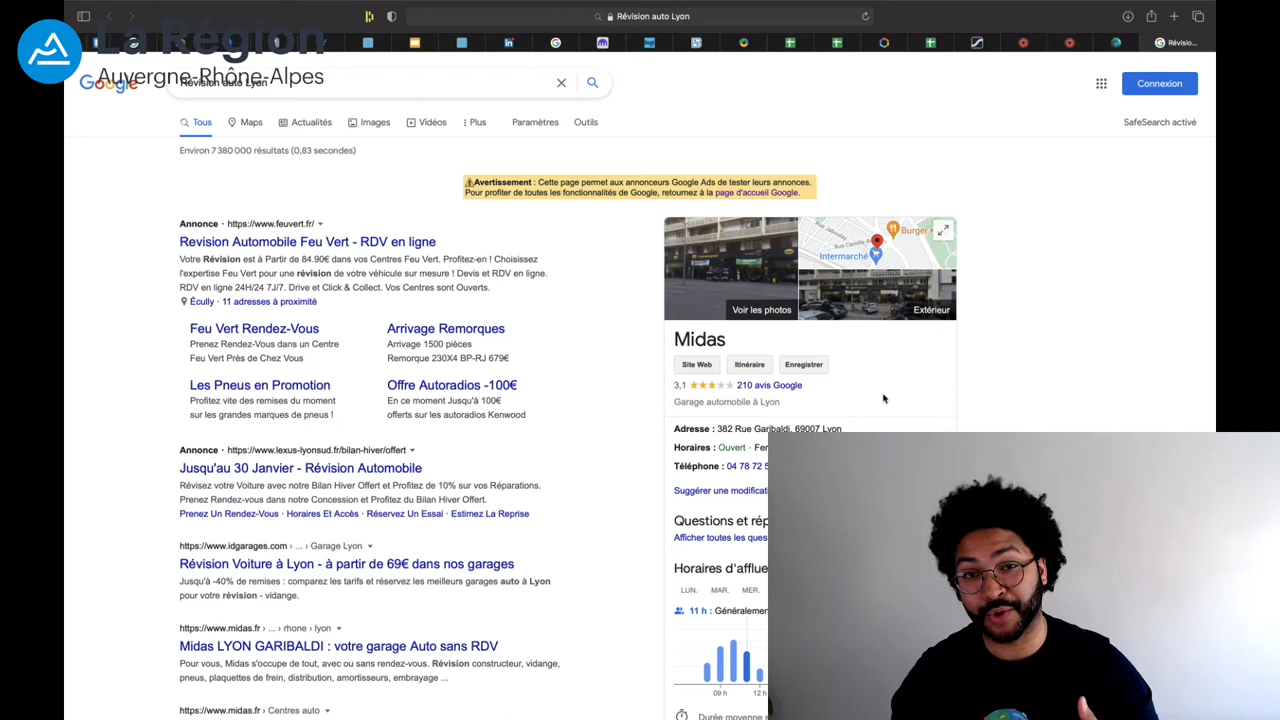 Révision auto Lyon
La Région
Auvergne-Rhône-Alpes
Révisio...
Google
Révision auto Lyon
Connexion
Tous
Maps
Actualités
Images
Vidéos
Plus
Paramètres
Outils
SafeSearch activé
Environ 7 380 000 résultats (0,83 secondes)
Avertissement : Cette page permet aux annonceurs Google Ads de tester leurs annonces.
Pour profiter de toutes les fonctionnalités de Google, retournez à la page d'accueil Google.
Annonce · https://www.feuvert.fr/
Revision Automobile Feu Vert - RDV en ligne
Votre Révision est à Partir de 84.90€ dans vos Centres Feu Vert. Profitez-en ! Choisissez
l'expertise Feu Vert pour une révision de votre véhicule sur mesure ! Devis et RDV en ligne.
RDV en ligne 24H/24 7J/7. Drive et Click & Collect. Vos Centres sont Ouverts.
Écully · 11 adresses à proximité
Feu Vert Rendez-Vous
Prenez Rendez-Vous dans un Centre
Feu Vert Près de Chez Vous
Arrivage Remorques
Arrivage 1500 pièces
Remorque 230X4 BP-RJ 679€
Les Pneus en Promotion
Profitez vite des remises du moment
sur les grandes marques de pneus !
Offre Autoradios -100€
En ce moment Jusqu'à 100€
offerts sur les autoradios Kenwood
Annonce · https://www.lexus-lyonsud.fr/bilan-hiver/offert
Jusqu'au 30 Janvier - Révision Automobile
Révisez votre Voiture avec notre Bilan Hiver Offert et Profitez de 10% sur vos Réparations.
Prenez Rendez-vous dans notre Concession et Profitez du Bilan Hiver Offert.
Prenez Un Rendez-Vous · Horaires Et Accès · Réservez Un Essai · Estimez La Reprise
https://www.idgarages.com › ... › Garage Lyon
Révision Voiture à Lyon - à partir de 69€ dans nos garages
Jusqu'à -40% de remises : comparez les tarifs et réservez les meilleurs garages auto à Lyon
pour votre révision - vidange.
https://www.midas.fr › ... › rhone › lyon
Midas LYON GARIBALDI : votre garage Auto sans RDV
Pour vous, Midas s'occupe de tout, avec ou sans rendez-vous. Révision constructeur, vidange,
pneus, plaquettes de frein, distribution, amortisseurs, embrayage ...
https://www.midas.fr › Centres auto
Rue Jaboulay
Burger K
Rue Camille R
Intermarché
Voir les photos
Extérieur
Midas
Site Web
Itinéraire
Enregistrer
3,1 210 avis Google
Garage automobile à Lyon
Adresse : 382 Rue Garibaldi, 69007 Lyon
Horaires : Ouvert · Fer
Téléphone : 04 78 72 5
Suggérer une modificati
Questions et rép
Afficher toutes les ques
Horaires d'afflue
LUN. MAR. MER.
11 h : Généralemen
09 h 12 h
Durée moyenne s